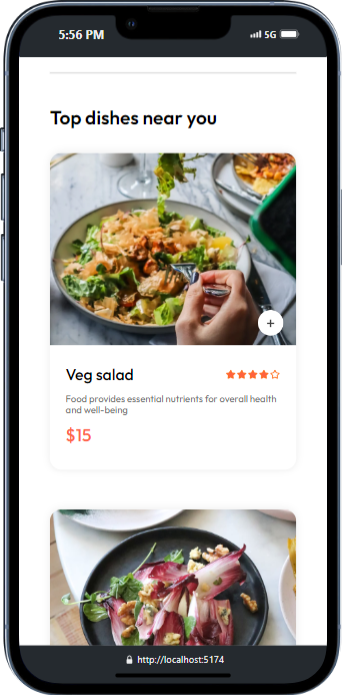 5:56 PM
5G
Top dishes near you
+
Veg salad
Food provides essential nutrients for overall health
and well-being
$15
http://localhost:5174